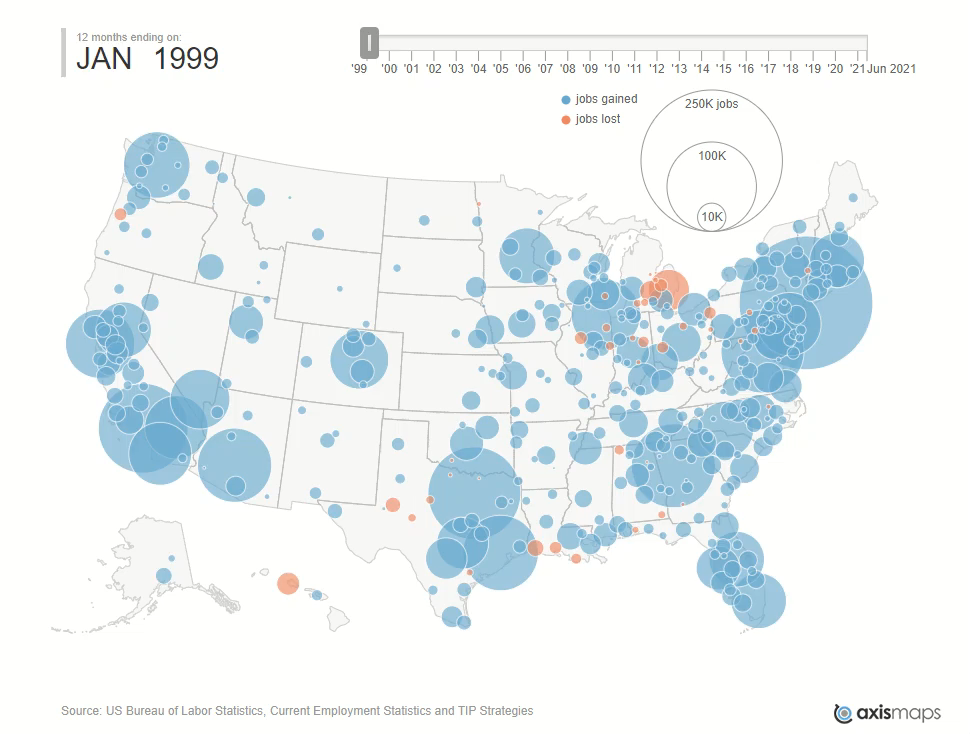 12 months ending on:
JAN 1999
'99 '00 '01 '02 '03 '04 '05 '06 '07 '08 '09 '10 '11 '12 '13 '14 '15 '16 '17 '18 '19 '20 '21 Jun 2021
jobs gained
jobs lost
250K jobs
100K
10K
Source: US Bureau of Labor Statistics, Current Employment Statistics and TIP Strategies
axismaps